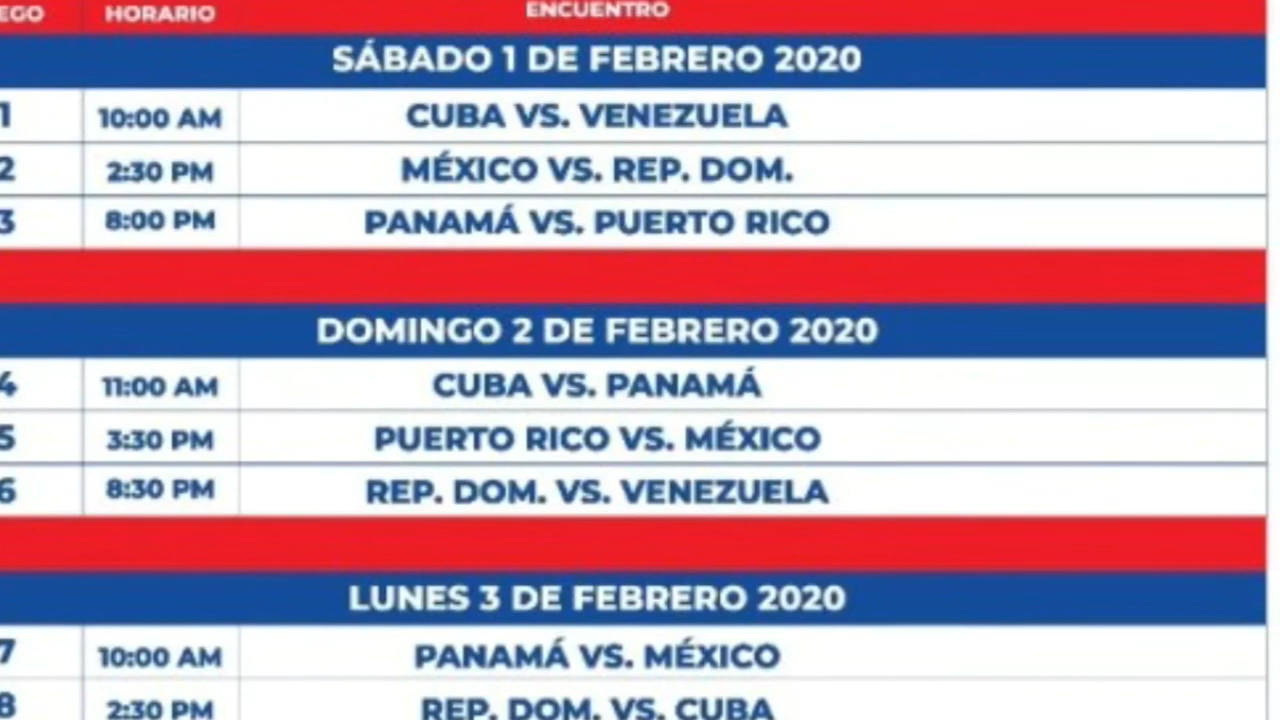 EGO HORARIO ENCUENTRO
SÁBADO 1 DE FEBRERO 2020
1 10:00 AM CUBA VS. VENEZUELA
2 2:30 PM MÉXICO VS. REP. DOM.
3 8:00 PM PANAMÁ VS. PUERTO RICO
DOMINGO 2 DE FEBRERO 2020
4 11:00 AM CUBA VS. PANAMÁ
5 3:30 PM PUERTO RICO VS. MÉXICO
6 8:30 PM REP. DOM. VS. VENEZUELA
LUNES 3 DE FEBRERO 2020
7 10:00 AM PANAMÁ VS. MÉXICO
8 2:30 PM REP. DOM. VS. CUBA